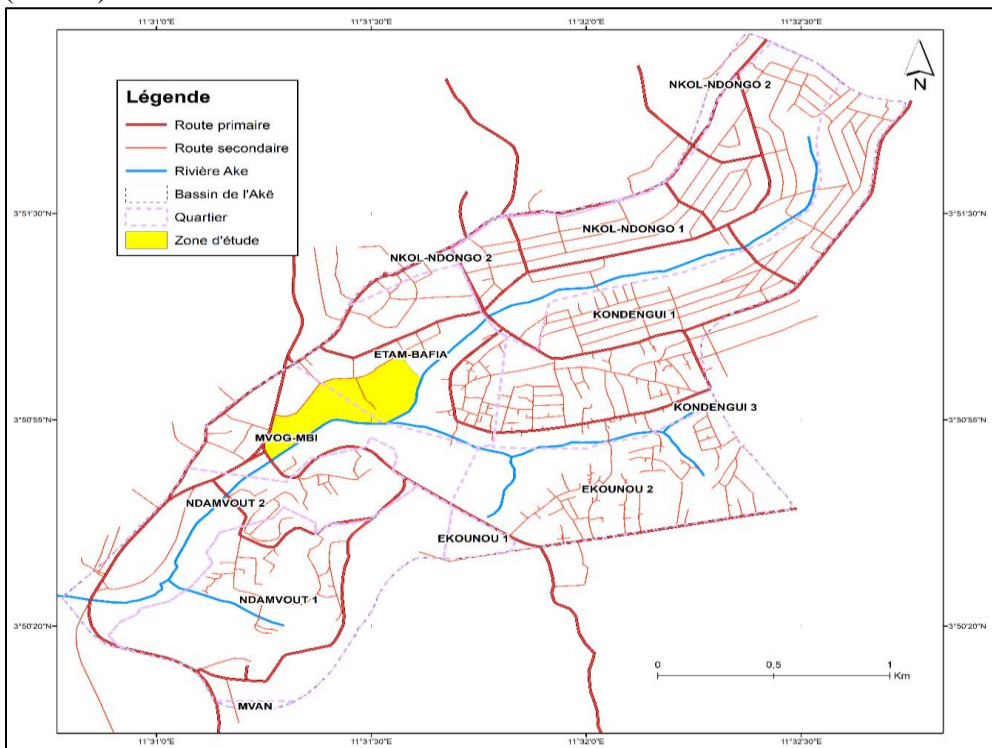 11°31'0"E
11°31'30"E
11°32'0"E
11°32'30"E
N
Légende
Route primaire
Route secondaire
Rivière Ake
Bassin de l'Akë
Quartier
Zone d'étude
NKOL-NDONGO 2
3°51'30"N
3°51'30"N
NKOL-NDONGO 1
NKOL-NDONGO 2
KONDENGUI 1
ETAM-BAFIA
KONDENGUI 3
3°50'55"N
3°50'55"N
MVOG-MBI
EKOUNOU 2
NDAMVOUT 2
EKOUNOU 1
NDAMVOUT 1
3°50'20"N
3°50'20"N
0
0.5
1
Km
MVAN
11°31'0"E
11°31'30"E
11°32'0"E
11°32'30"E